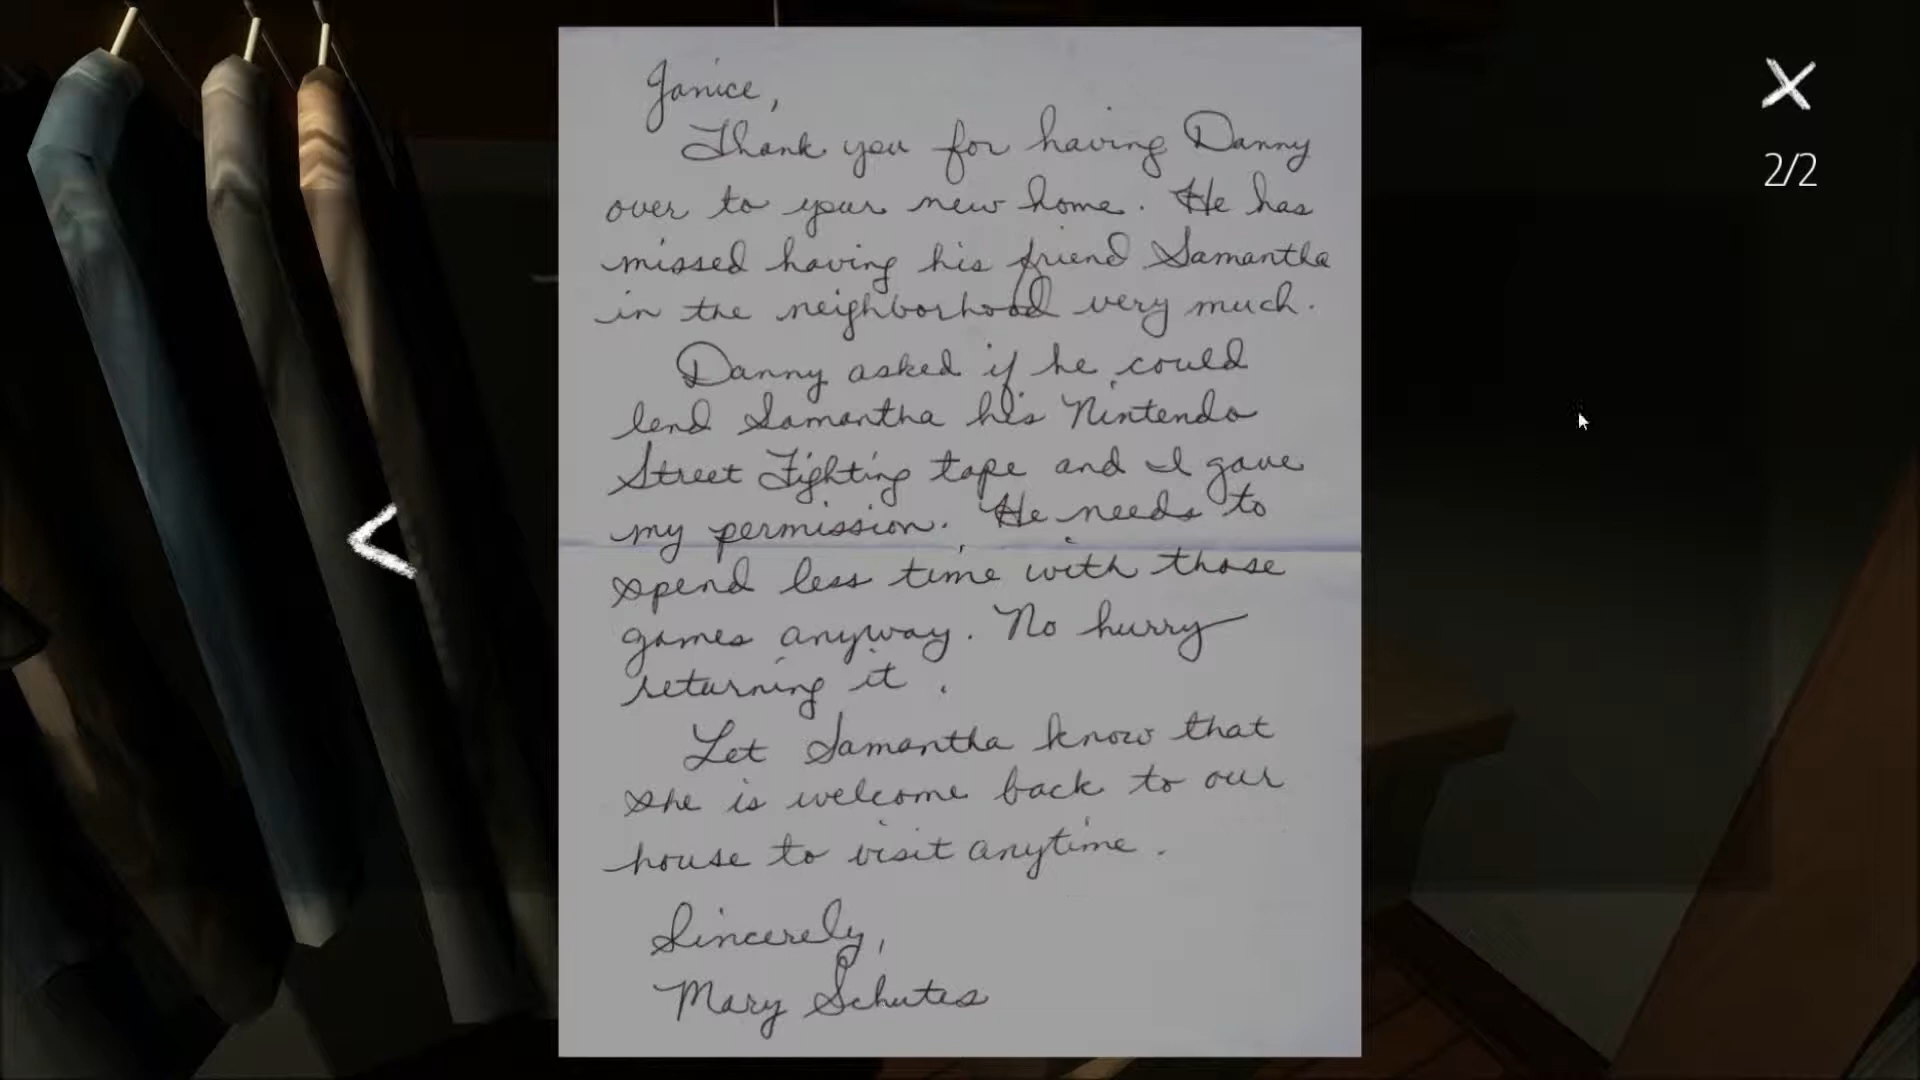 Janice,
Thank you for having Danny
over to your new home. He has
missed having his friend Samantha
in the neighborhood very much.
Danny asked if he could
lend Samantha his Nintendo
Street Fighting tape and I gave
my permission. He needs to
spend less time with those
games anyway. No hurry
returning it.
Let Samantha know that
she is welcome back to our
house to visit anytime.
Sincerely,
Mary Schutes
2/2